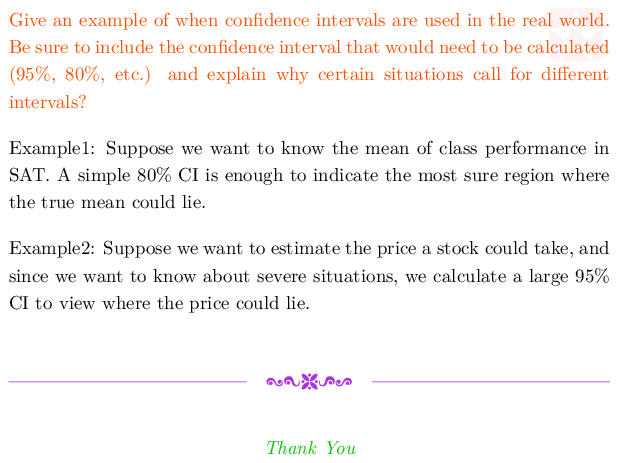 Give an example of when confidence intervals are used in the real world.
Be sure to include the confidence interval that would need to be calculated
(95%, 80%, etc.) and explain why certain situations call for different
intervals?
Example1: Suppose we want to know the mean of class performance in
SAT. A simple 80% CI is enough to indicate the most sure region where
the true mean could lie.
Example2: Suppose we want to estimate the price a stock could take, and
since we want to know about severe situations, we calculate a large 95%
CI to view where the price could lie.
Thank You